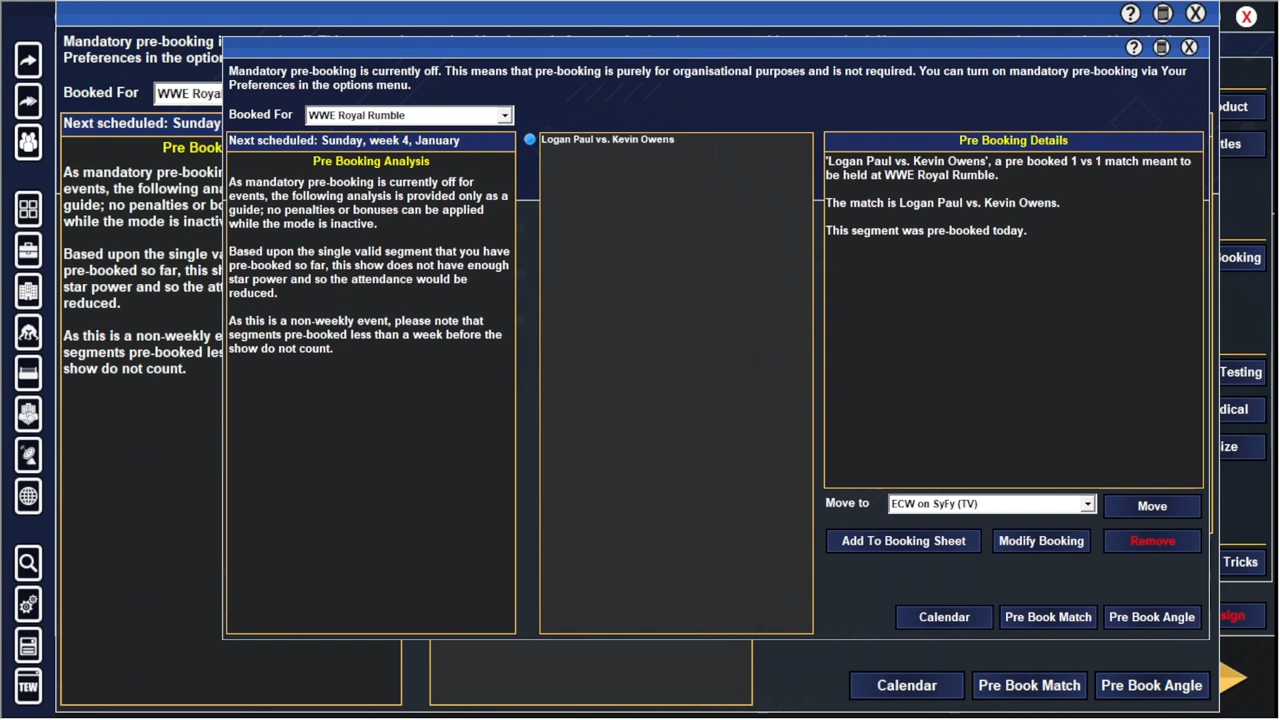 Mandatory pre-booking i
Preferences in the optio
Booked For
WWE Roya
Next scheduled: Sunday
Pre Book
As mandatory pre-bookin
events, the following ana
guide; no penalties or bo
while the mode is inactiv
Based upon the single va
pre-booked so far, this sh
star power and so the att
reduced.
As this is a non-weekly e
segments pre-booked les
show do not count.
Mandatory pre-booking is currently off. This means that pre-booking is purely for organisational purposes and is not required. You can turn on mandatory pre-booking via Your
Preferences in the options menu.
Booked For
WWE Royal Rumble
Next scheduled: Sunday, week 4, January
Pre Booking Analysis
As mandatory pre-booking is currently off for
events, the following analysis is provided only as a
guide; no penalties or bonuses can be applied
while the mode is inactive.
Based upon the single valid segment that you have
pre-booked so far, this show does not have enough
star power and so the attendance would be
reduced.
As this is a non-weekly event, please note that
segments pre-booked less than a week before the
show do not count.
Logan Paul vs. Kevin Owens
Pre Booking Details
'Logan Paul vs. Kevin Owens', a pre booked 1 vs 1 match meant to
be held at WWE Royal Rumble.
The match is Logan Paul vs. Kevin Owens.
This segment was pre-booked today.
Move to
ECW on SyFy (TV)
Move
Add To Booking Sheet
Modify Booking
Remove
Calendar
Pre Book Match
Pre Book Angle
Calendar
Pre Book Match
Pre Book Angle
duct
tles
Booking
Testing
dical
ize
Tricks
sign
TEW